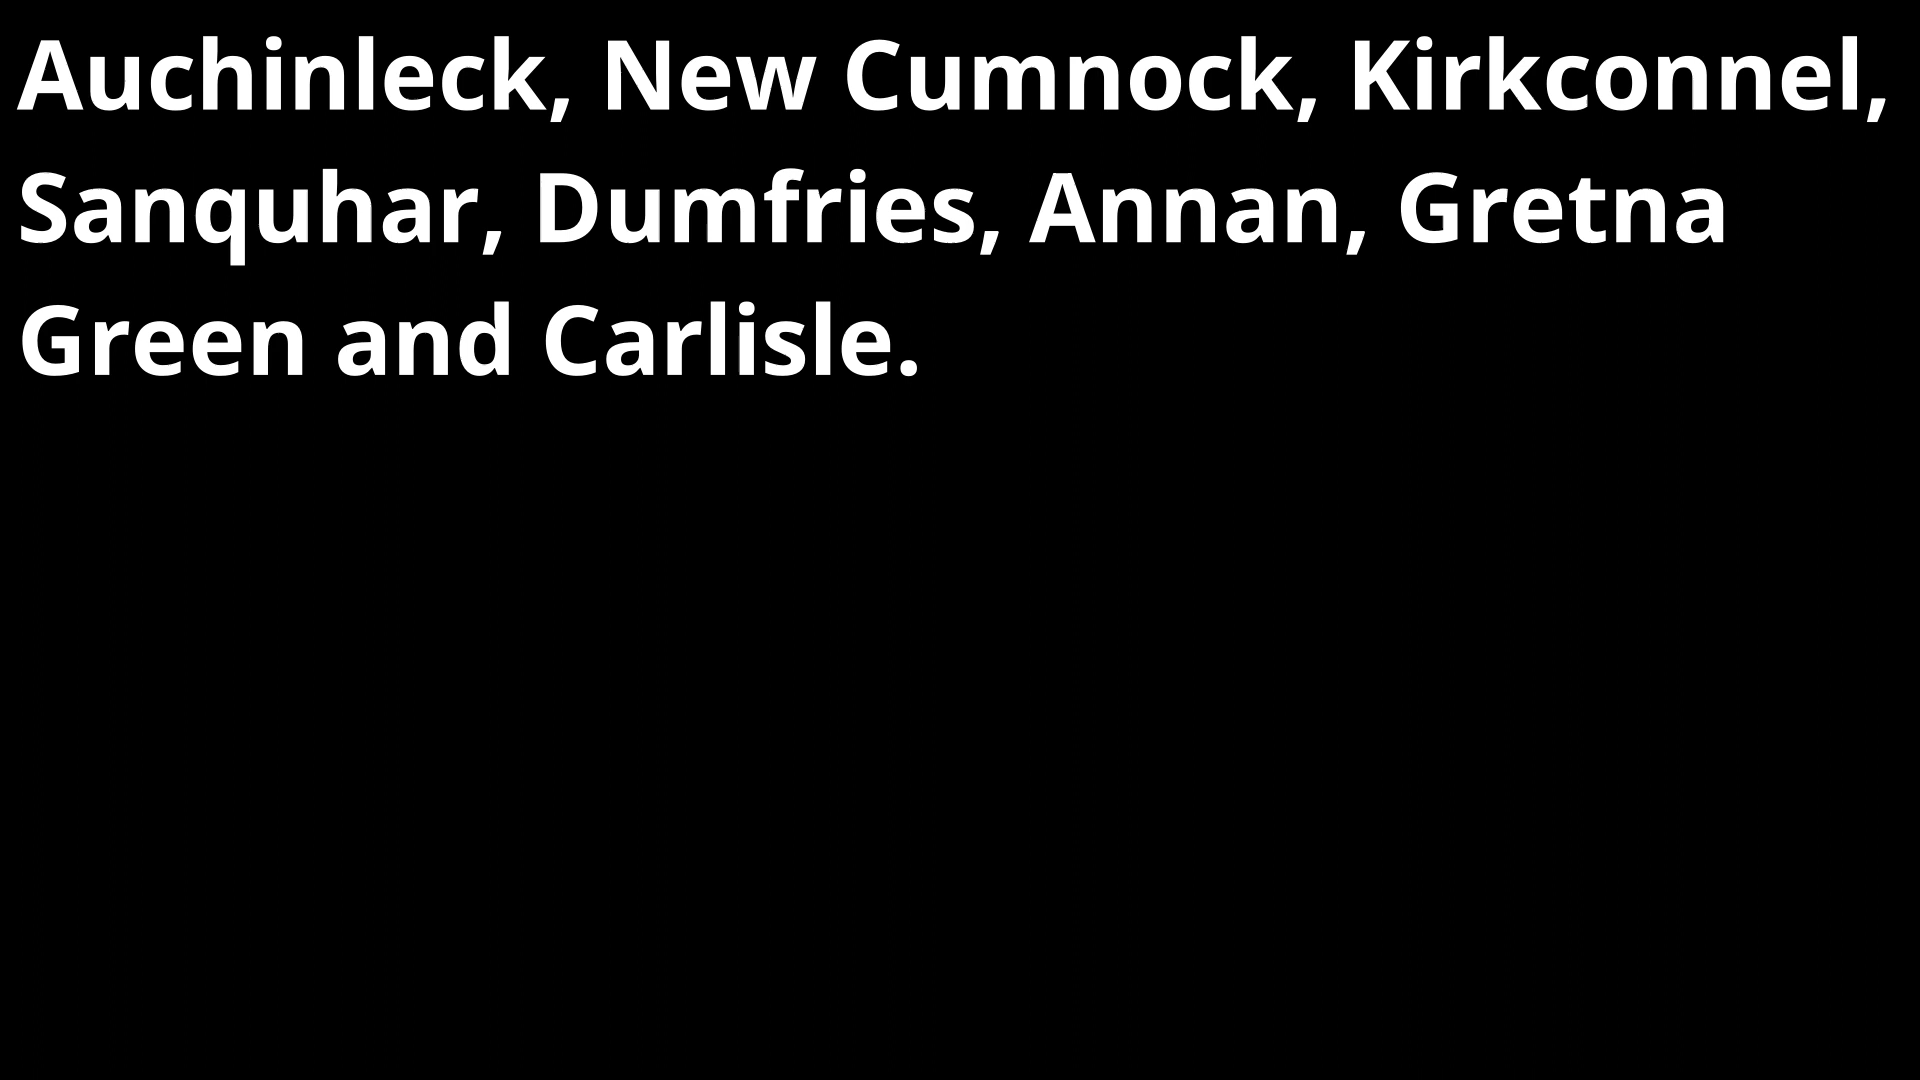 Auchinleck, New Cumnock, Kirkconnel,
Sanquhar, Dumfries, Annan, Gretna
Green and Carlisle.